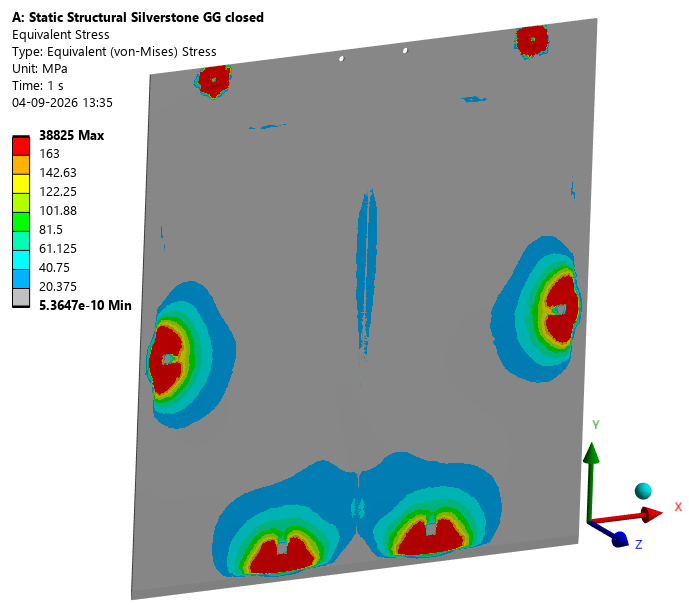 A: Static Structural Silverstone GG closed
Equivalent Stress
Type: Equivalent (von-Mises) Stress
Unit: MPa
Time: 1 s
04-09-2026 13:35
38825 Max
163
142.63
122.25
101.88
81.5
61.125
40.75
20.375
5.3647e-10 Min
Y
X
Z